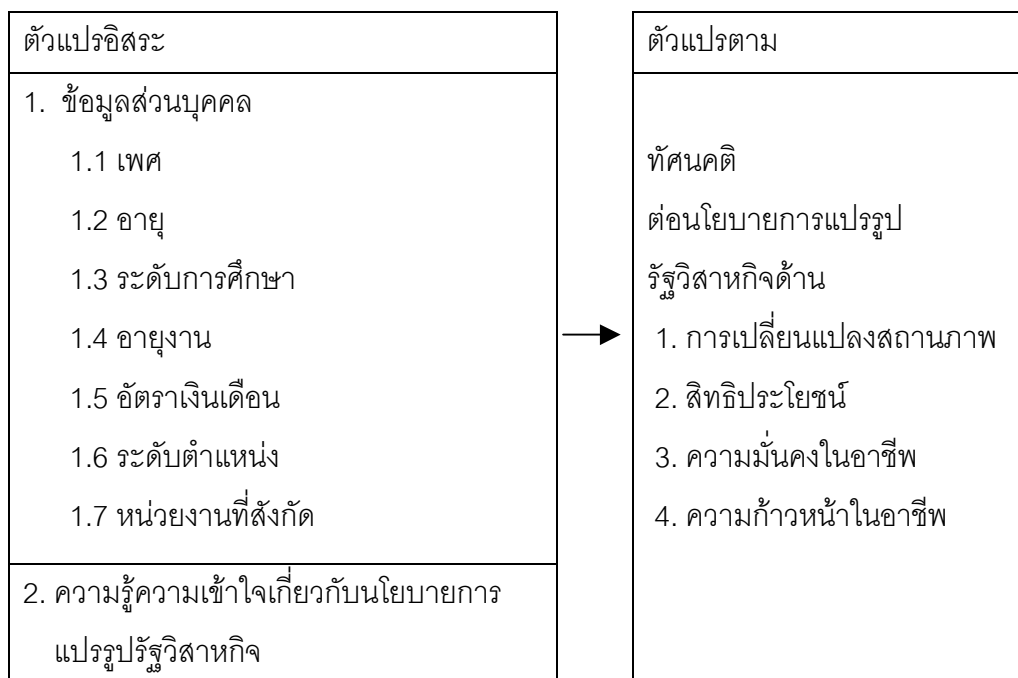 ตัวแปรอิสระ
1. ข้อมูลส่วนบุคคล
1.1 เพศ
1.2 อายุ
1.3 ระดับการศึกษา
1.4 อายุงาน
1.5 อัตราเงินเดือน
1.6 ระดับตำแหน่ง
1.7 หน่วยงานที่สังกัด
2. ความรู้ความเข้าใจเกี่ยวกับนโยบายการ
แปรรูปรัฐวิสาหกิจ
ตัวแปรตาม
ทัศนคติ
ต่อนโยบายการแปรรูป
รัฐวิสาหกิจด้าน
1. การเปลี่ยนแปลงสถานภาพ
2. สิทธิประโยชน์
3. ความมั่นคงในอาชีพ
4. ความก้าวหน้าในอาชีพ